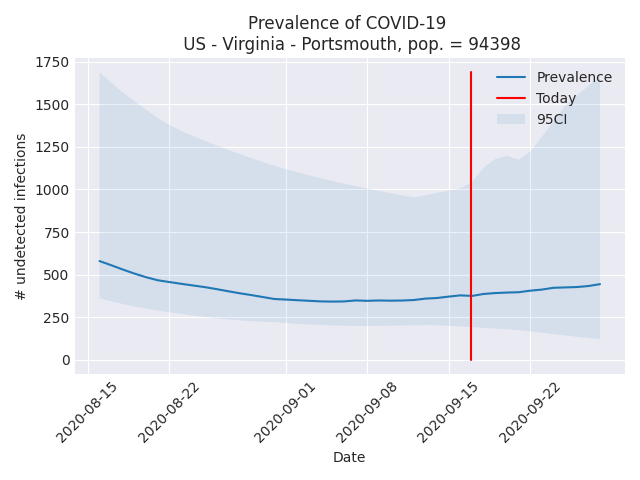 Prevalence of COVID-19
US - Virginia - Portsmouth, pop. = 94398
# undetected infections
1750
1500
1250
1000
750
500
250
0
Prevalence
Today
95CI
2020-08-15
2020-08-22
2020-09-01
2020-09-08
2020-09-15
2020-09-22
Date